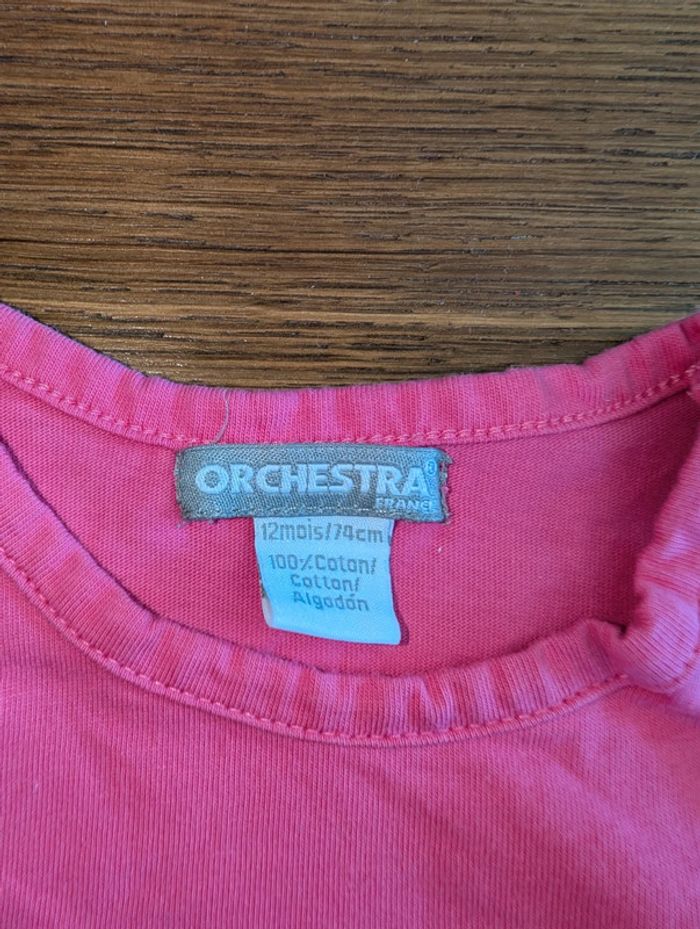 ORCHESTRA®
FRANCE
12mois/74cm
100%Coton/
Cotton/
Algodón